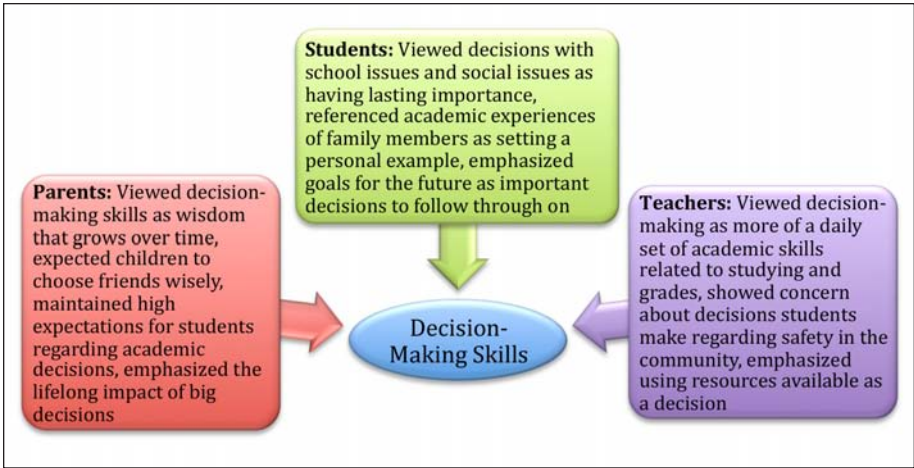 Students: Viewed decisions with
school issues and social issues as
having lasting importance,
referenced academic experiences
of family members as setting a
personal example, emphasized
goals for the future as important
decisions to follow through on
Parents: Viewed decision-
making skills as wisdom
that grows over time,
expected children to
choose friends wisely,
maintained high
expectations for students
regarding academic
decisions, emphasized the
lifelong impact of big
decisions
Decision-
Making Skills
Teachers: Viewed decision-
making as more of a daily
set of academic skills
related to studying and
grades, showed concern
about decisions students
make regarding safety in the
community, emphasized
using resources available as
a decision